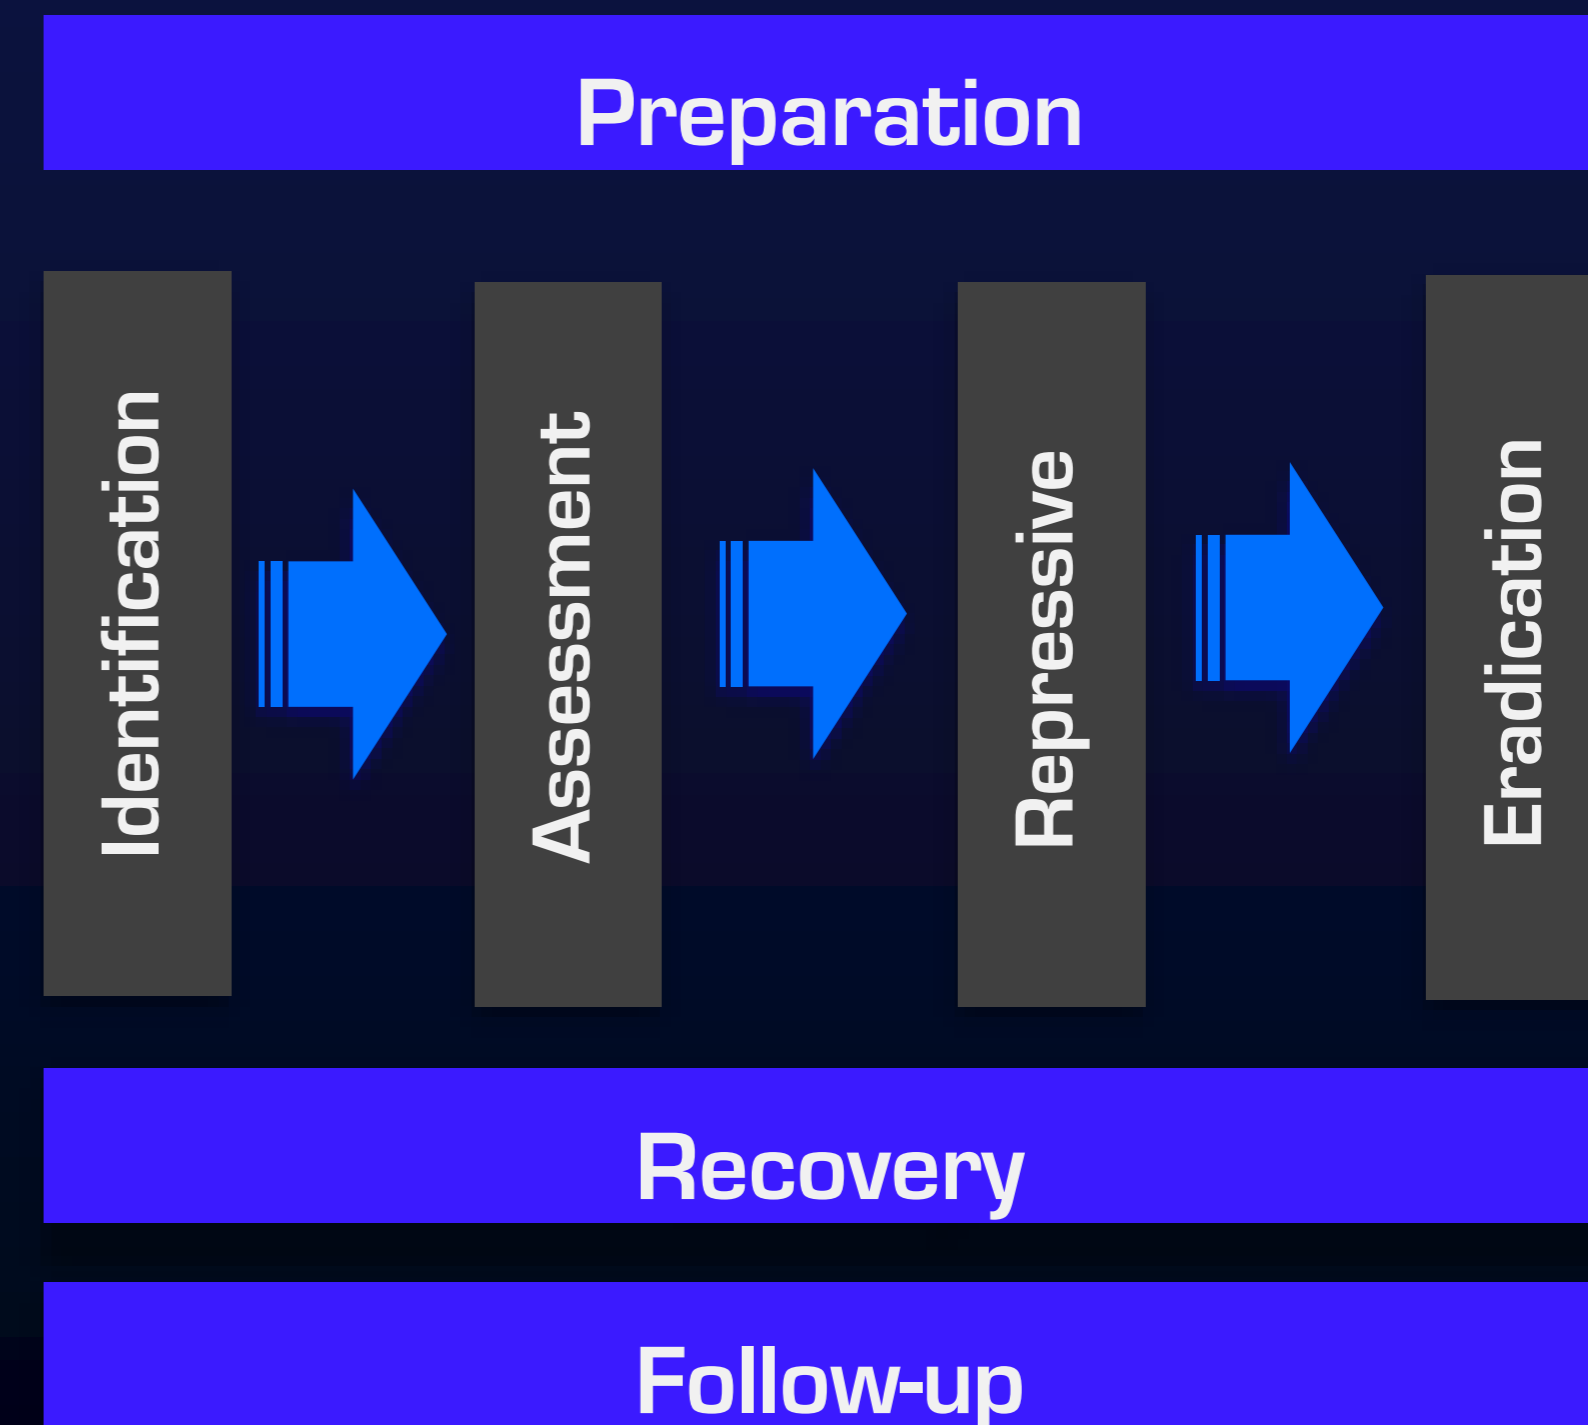 Preparation
Identification
Assessment
Repressive
Eradication
Recovery
Follow-up